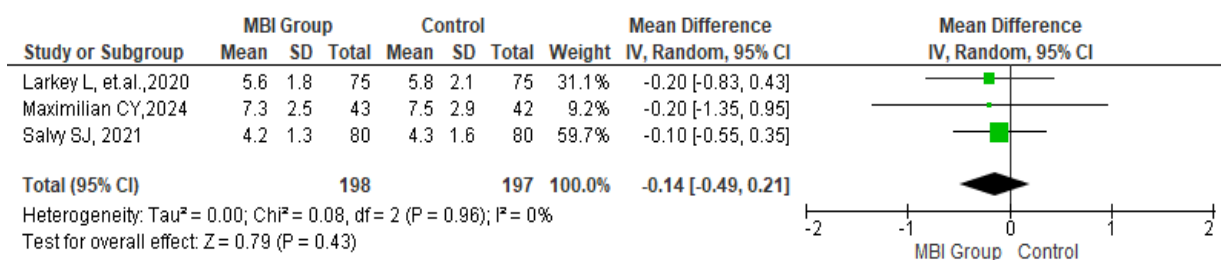 MBI Group Control Mean Difference Mean Difference
Study or Subgroup Mean SD Total Mean SD Total Weight IV, Random, 95% CI IV, Random, 95% CI
Larkey L, et.al.,2020 5.6 1.8 75 5.8 2.1 75 31.1% -0.20 [-0.83, 0.43]
Maximilian CY,2024 7.3 2.5 43 7.5 2.9 42 9.2% -0.20 [-1.35, 0.95]
Salvy SJ, 2021 4.2 1.3 80 4.3 1.6 80 59.7% -0.10 [-0.55, 0.35]
Total (95% CI) 198 197 100.0% -0.14 [-0.49, 0.21]
Heterogeneity: Tau² = 0.00; Chi² = 0.08, df = 2 (P = 0.96); I² = 0%
Test for overall effect: Z = 0.79 (P = 0.43)
-2 -1 0 1 2
MBI Group Control